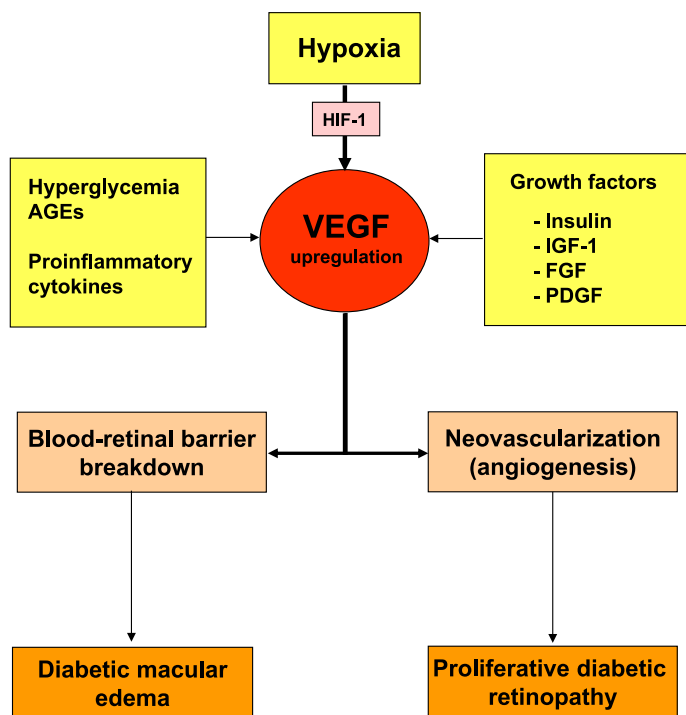 Hypoxia
HIF-1
Hyperglycemia
AGEs
Proinflammatory
cytokines
VEGF
upregulation
Growth factors
- Insulin
- IGF-1
- FGF
- PDGF
Blood-retinal barrier
breakdown
Neovascularization
(angiogenesis)
Diabetic macular
edema
Proliferative diabetic
retinopathy